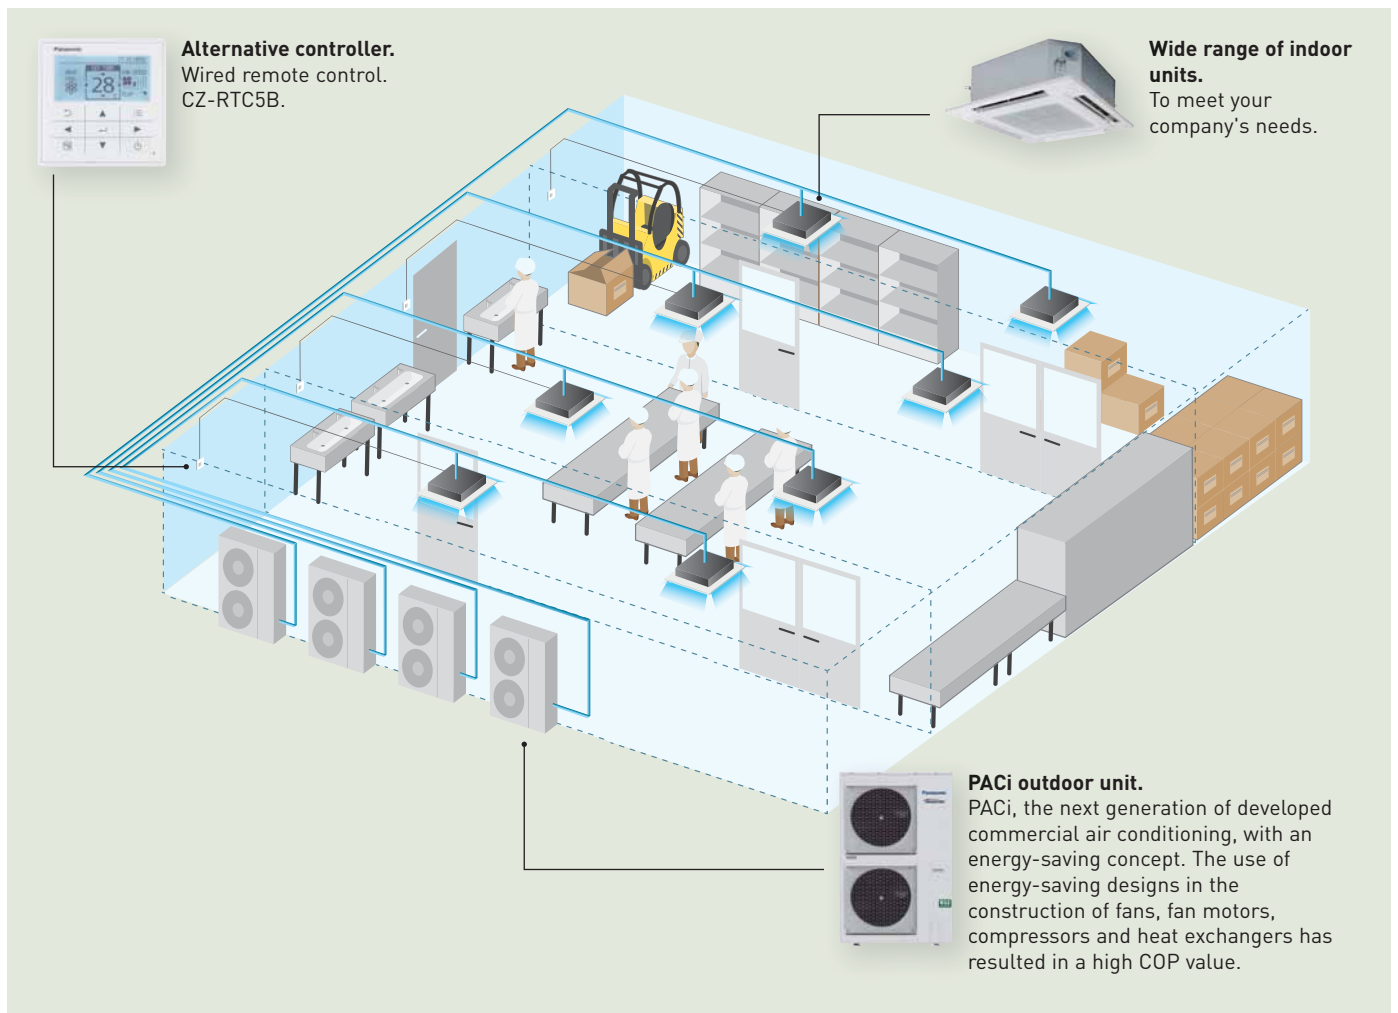 Panasonic
28
Alternative controller.
Wired remote control.
CZ-RTC5B.
Wide range of indoor
units.
To meet your
company's needs.
Panasonic
PACi outdoor unit.
PACi, the next generation of developed
commercial air conditioning, with an
energy-saving concept. The use of
energy-saving designs in the
construction of fans, fan motors,
compressors and heat exchangers has
resulted in a high COP value.